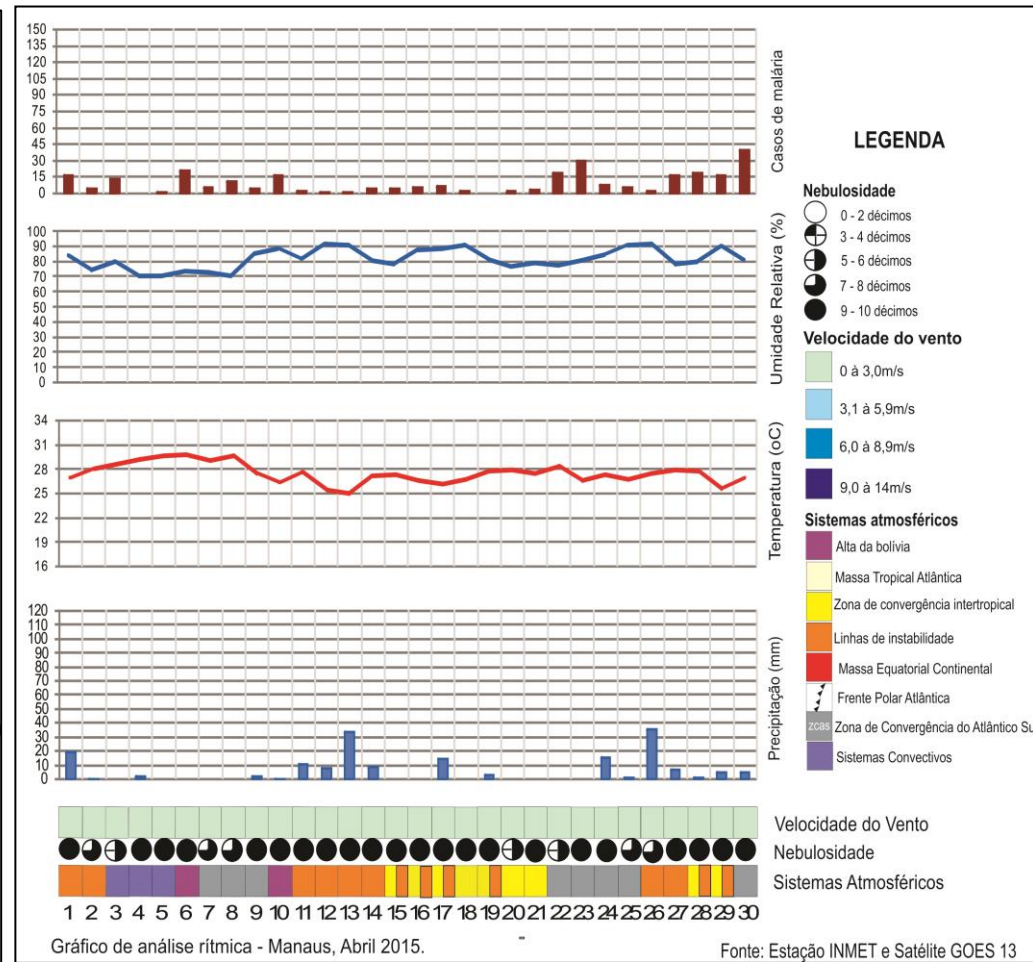 150
135
120
105
90
75
60
45
30
15
0
Casos de malária
100
90
80
70
60
50
40
30
20
10
0
Umidade Relativa (%)
34
31
28
25
22
19
16
Temperatura (oC)
120
110
100
90
80
70
60
50
40
30
20
10
0
Precipitação (mm)
LEGENDA
Nebulosidade
0 - 2 décimos
3 - 4 décimos
5 - 6 décimos
7 - 8 décimos
9 - 10 décimos
Velocidade do vento
0 à 3,0m/s
3,1 à 5,9m/s
6,0 à 8,9m/s
9,0 à 14m/s
Sistemas atmosféricos
Alta da bolívia
Massa Tropical Atlântica
Zona de convergência intertropical
Linhas de instabilidade
Massa Equatorial Continental
Frente Polar Atlântica
zcas Zona de Convergência do Atlântico Su
Sistemas Convectivos
Velocidade do Vento
Nebulosidade
Sistemas Atmosféricos
1 2 3 4 5 6 7 8 9 10 11 12 13 14 15 16 17 18 19 20 21 22 23 24 25 26 27 28 29 30
Gráfico de análise rítmica - Manaus, Abril 2015.
-
Fonte: Estação INMET e Satélite GOES 13